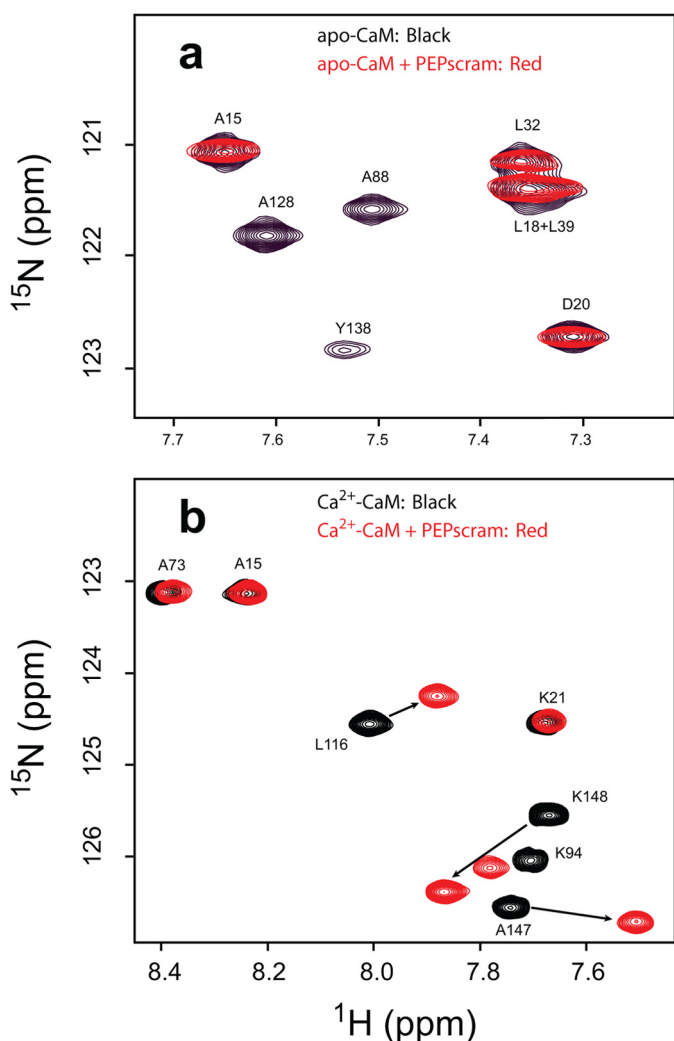 a
apo-CaM: Black
apo-CaM + PEPscram: Red
A15
L32
A88
A128
L18+L39
Y138
D20
121
122
123
¹⁵N (ppm)
7.7 7.6 7.5 7.4 7.3
b
Ca²⁺-CaM: Black
Ca²⁺-CaM + PEPscram: Red
A73 A15
L116
K21
K148
K94
A147
123
124
125
126
¹⁵N (ppm)
8.4 8.2 8.0 7.8 7.6
¹H (ppm)